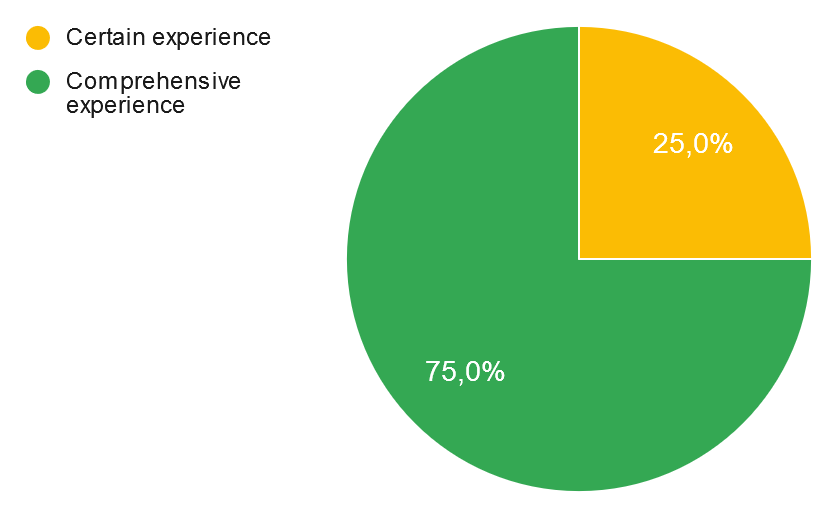 Certain experience
Comprehensive
experience
25,0%
75,0%